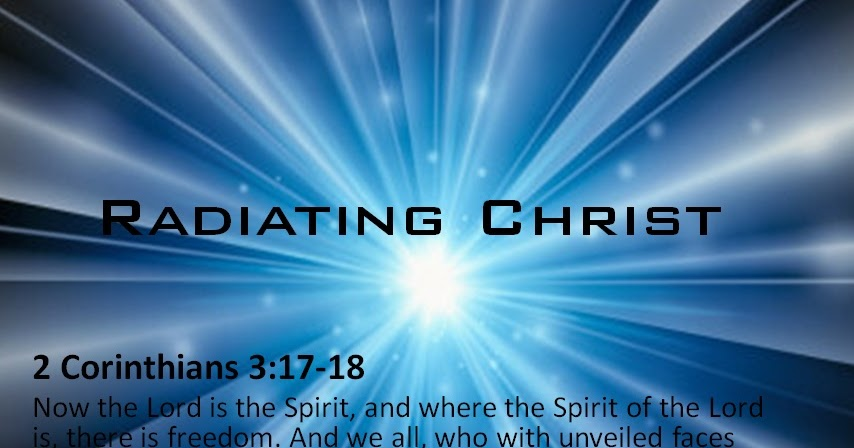 Radiating Christ
2 Corinthians 3:17-18
Now the Lord is the Spirit, and where the Spirit of the Lord
is, there is freedom. And we all, who with unveiled faces